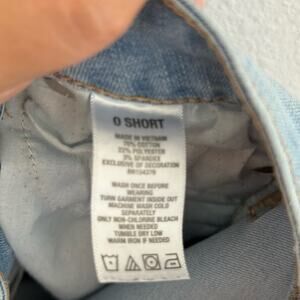 0 SHORT
MADE IN VIETNAM
75% COTTON
22% POLYESTER
3% SPANDEX
EXCLUSIVE OF DECORATION
WASH ONCE BEFORE
WEARING
TURN GARMENT INSIDE OUT
MACHINE WASH COLD
SEPARATELY
ONLY NON-CHLORINE BLEACH
WHEN NEEDED
TUMBLE DRY LOW
WARM IRON IF NEEDED